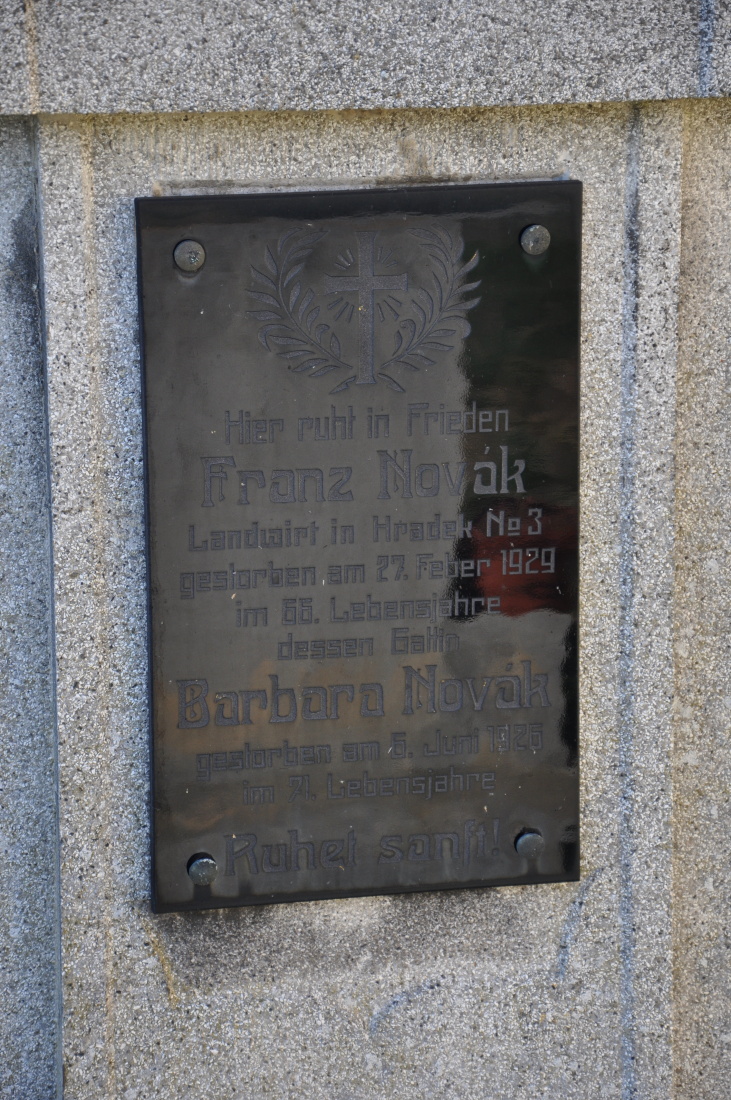 Hier ruht in Frieden
Franz Novák
Landwirt in Hradek No 3
gestorben am 27. Feber 1929
im 66. Lebensjahre
dessen Gattin
Barbara Novák
gestorben am 6. Juni 1926
im 71. Lebensjahre
Ruhet sanft!